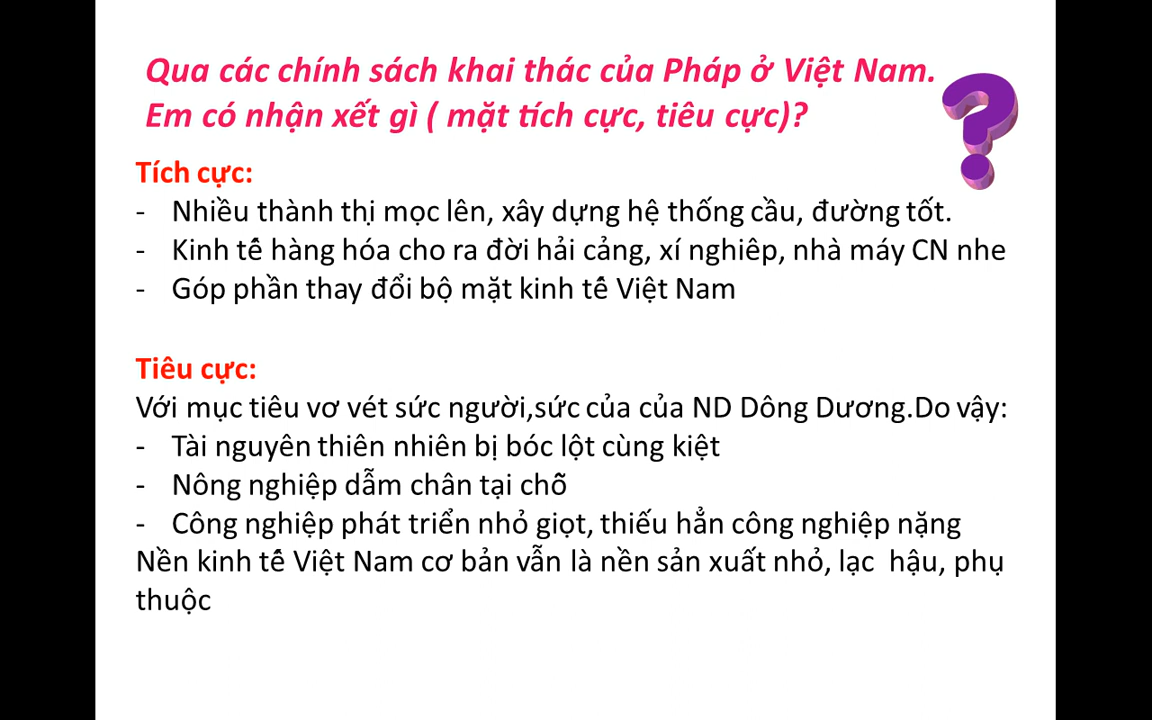 Qua các chính sách khai thác của Pháp ở Việt Nam.
Em có nhận xết gì ( mặt tích cực, tiêu cực)?
Tích cực:
- Nhiều thành thị mọc lên, xây dựng hệ thống cầu, đường tốt.
- Kinh tế hàng hóa cho ra đời hải cảng, xí nghiêp, nhà máy CN nhe
- Góp phần thay đổi bộ mặt kinh tế Việt Nam
Tiêu cực:
Với mục tiêu vơ vét sức người,sức của của ND Dông Dương.Do vậy:
- Tài nguyên thiên nhiên bị bóc lột cùng kiệt
- Nông nghiệp dẫm chân tại chỗ
- Công nghiệp phát triển nhỏ giọt, thiếu hẳn công nghiệp nặng
Nền kinh tế Việt Nam cơ bản vẫn là nền sản xuất nhỏ, lạc hậu, phụ
thuộc